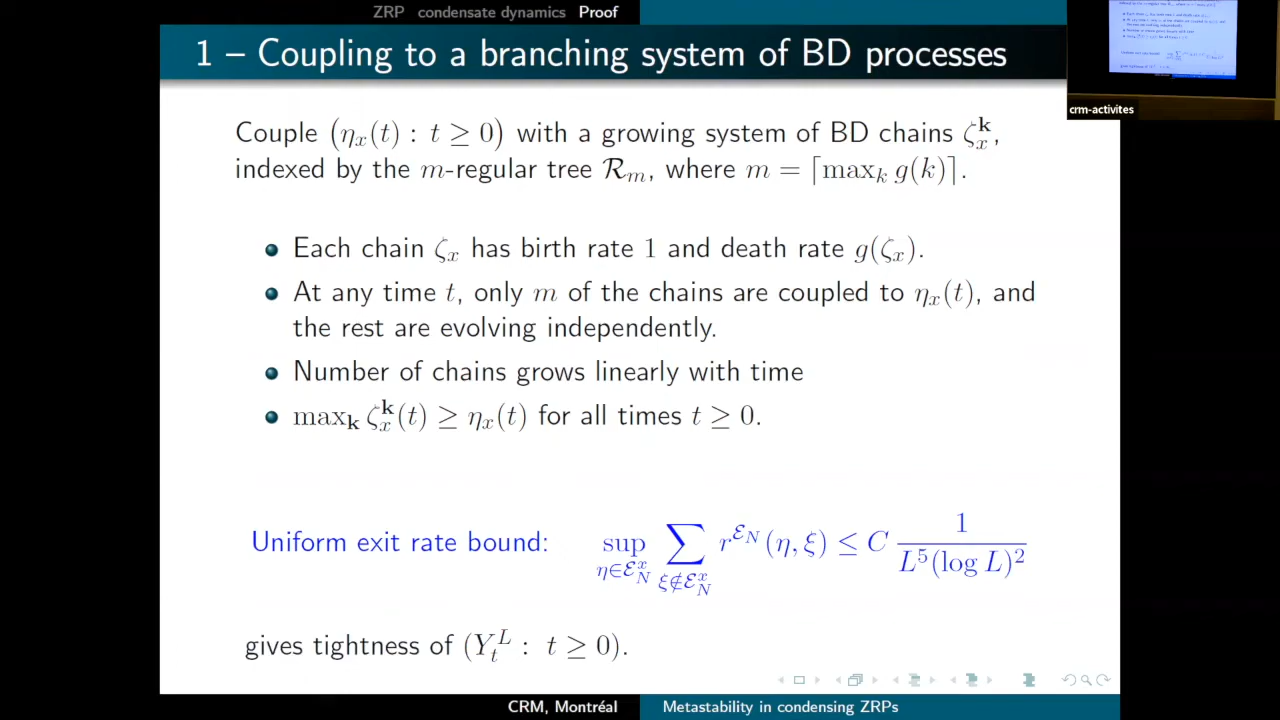 ZRP condensate dynamics Proof
1 – Coupling to a branching system of BD processes
crm-activites
Couple (η_x(t) : t ≥ 0) with a growing system of BD chains ζ_x^𝐤,
indexed by the m-regular tree ℛ_m, where m = ⌈max_k g(k)⌉.
Each chain ζ_x has birth rate 1 and death rate g(ζ_x).
At any time t, only m of the chains are coupled to η_x(t), and
the rest are evolving independently.
Number of chains grows linearly with time
max_𝐤 ζ_x^𝐤(t) ≥ η_x(t) for all times t ≥ 0.
Uniform exit rate bound: sup_{η∈ℰ_N^x} ∑_{ξ∉ℰ_N^x} r^{ℰ_N}(η, ξ) ≤ C 1/(L^5(log L)^2)
gives tightness of (Y_t^L : t ≥ 0).
CRM, Montréal Metastability in condensing ZRPs